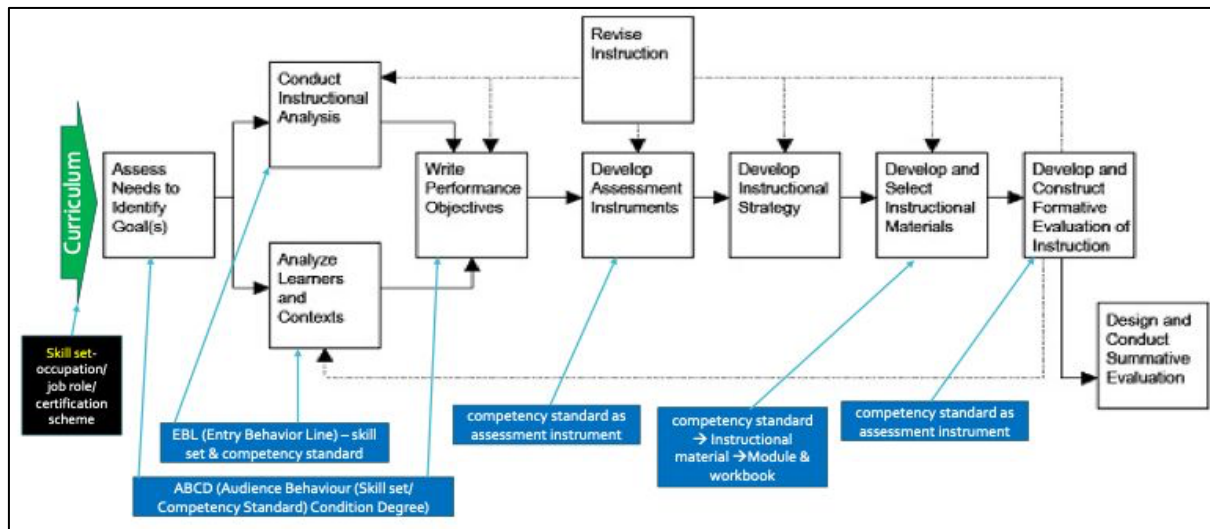 Revise
Instruction
Conduct
Instructional
Analysis
Curriculum
Assess
Needs to
Identify
Goal(s)
Write
Performance
Objectives
Develop
Assessment
Instruments
Develop
Instructional
Strategy
Develop and
Select
Instructional
Materials
Develop and
Construct
Formative
Evaluation of
Instruction
Analyze
Learners
and
Contexts
Design and
Conduct
Summative
Evaluation
Skill set-
occupation/
job role/
certification
scheme
EBL (Entry Behavior Line) – skill
set & competency standard
competency standard as
assessment instrument
competency standard
→ Instructional
material →Module &
workbook
competency standard as
assessment instrument
ABCD (Audience Behaviour (Skill set/
Competency Standard) Condition Degree)